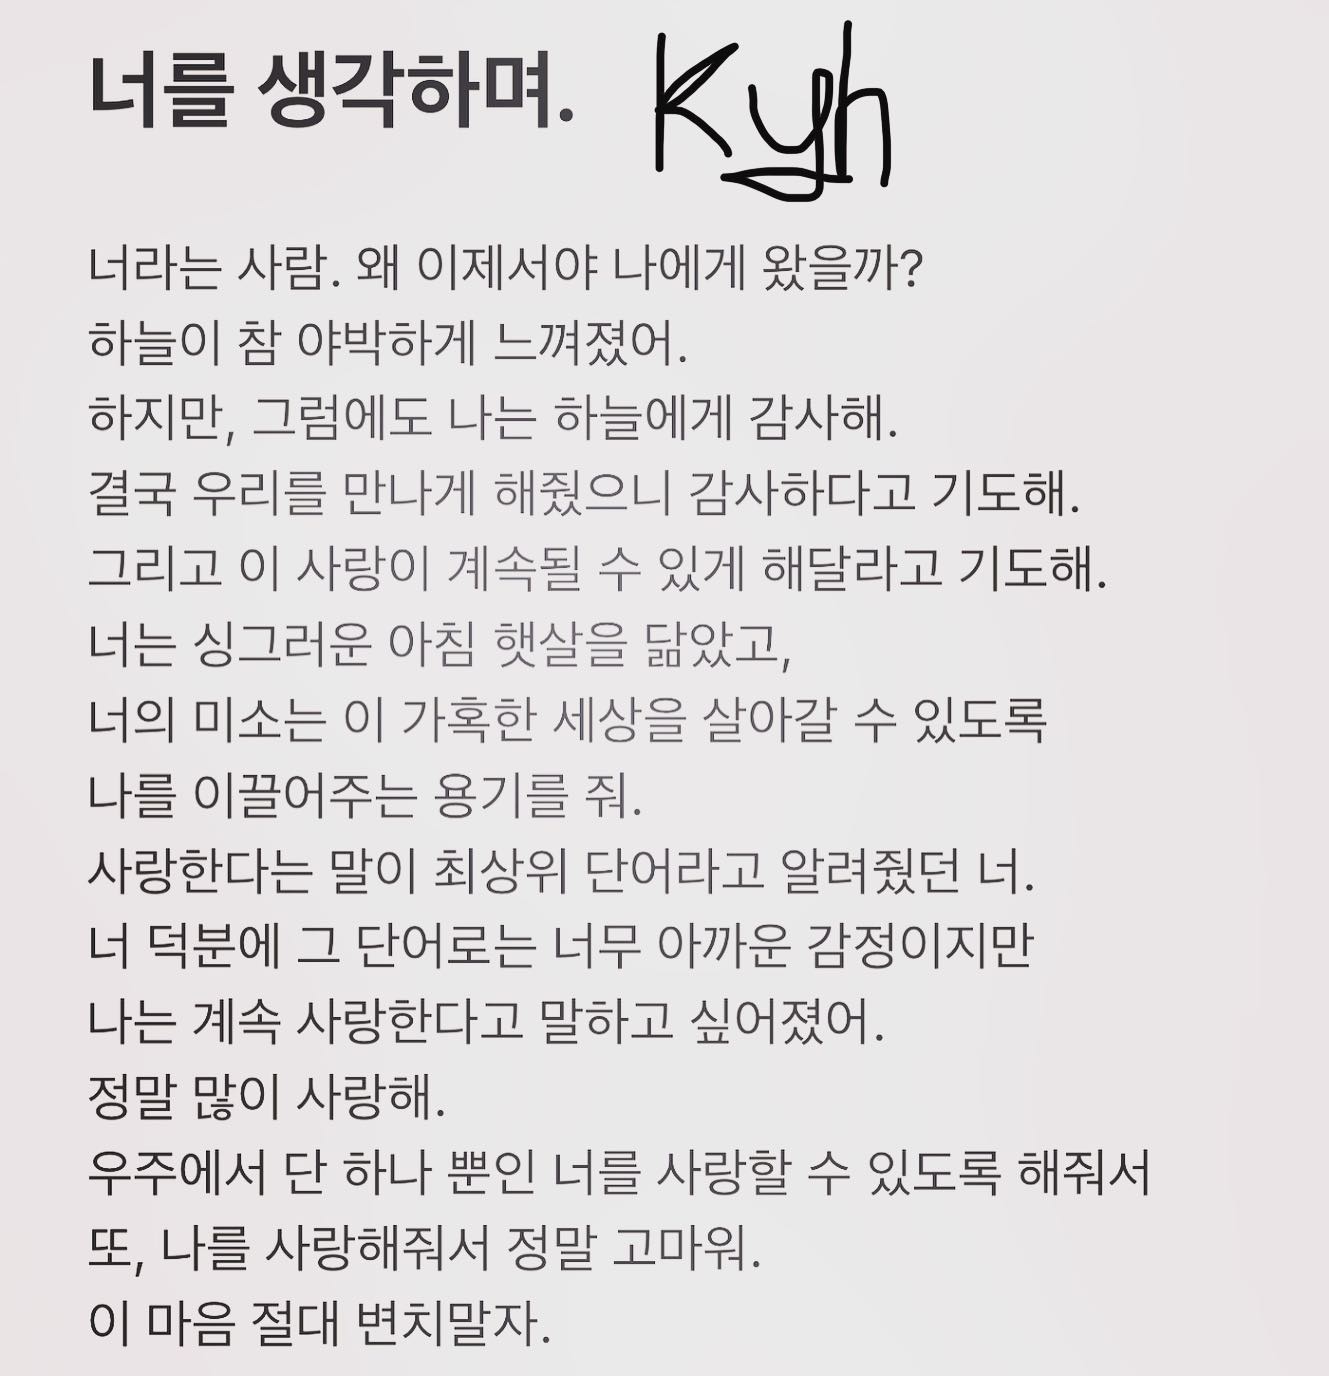 너를 생각하며. Kyh
너라는 사람. 왜 이제서야 나에게 왔을까?
하늘이 참 야박하게 느껴졌어.
하지만, 그럼에도 나는 하늘에게 감사해.
결국 우리를 만나게 해줬으니 감사하다고 기도해.
그리고 이 사랑이 계속될 수 있게 해달라고 기도해.
너는 싱그러운 아침 햇살을 닮았고,
너의 미소는 이 가혹한 세상을 살아갈 수 있도록
나를 이끌어주는 용기를 줘.
사랑한다는 말이 최상위 단어라고 알려줬던 너.
너 덕분에 그 단어로는 너무 아까운 감정이지만
나는 계속 사랑한다고 말하고 싶어졌어.
정말 많이 사랑해.
우주에서 단 하나 뿐인 너를 사랑할 수 있도록 해줘서
또, 나를 사랑해줘서 정말 고마워.
이 마음 절대 변치말자.